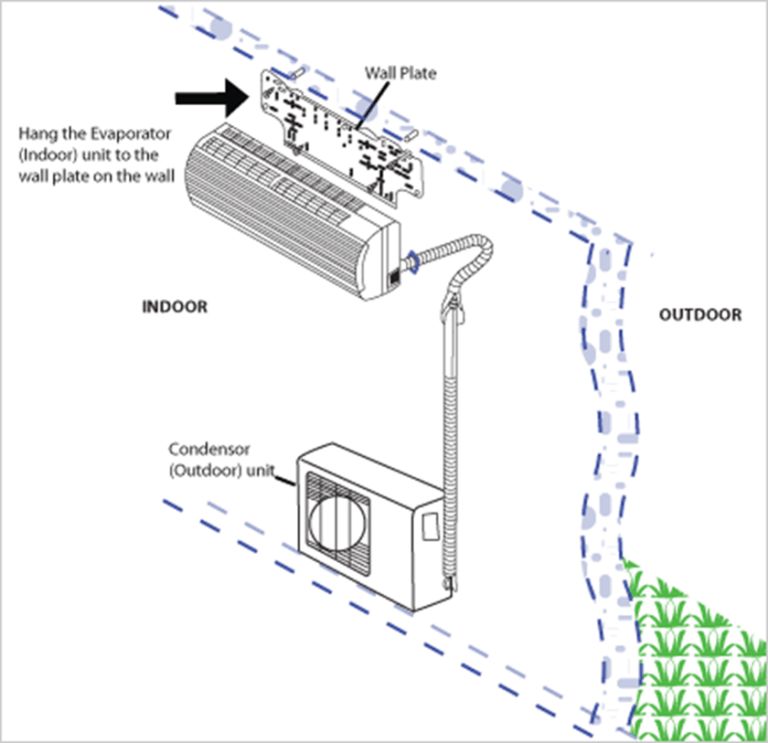 Wall Plate
Hang the Evaporator
(Indoor) unit to the
wall plate on the wall
INDOOR
OUTDOOR
Condensor
(Outdoor) unit